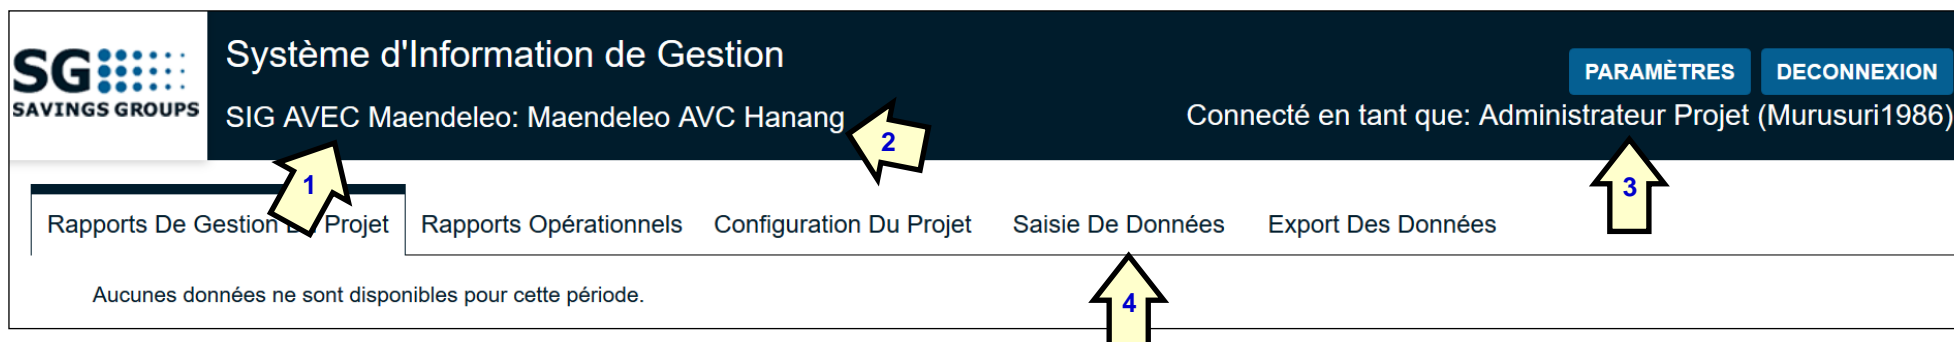 SG
SAVINGS GROUPS
Système d'Information de Gestion
SIG AVEC Maendeleo: Maendeleo AVC Hanang
PARAMÈTRES DECONNEXION
Connecté en tant que: Administrateur Projet (Murusuri1986)
1
2
3
Rapports De Gestion Projet Rapports Opérationnels Configuration Du Projet Saisie De Données Export Des Données
Aucunes données ne sont disponibles pour cette période.
4